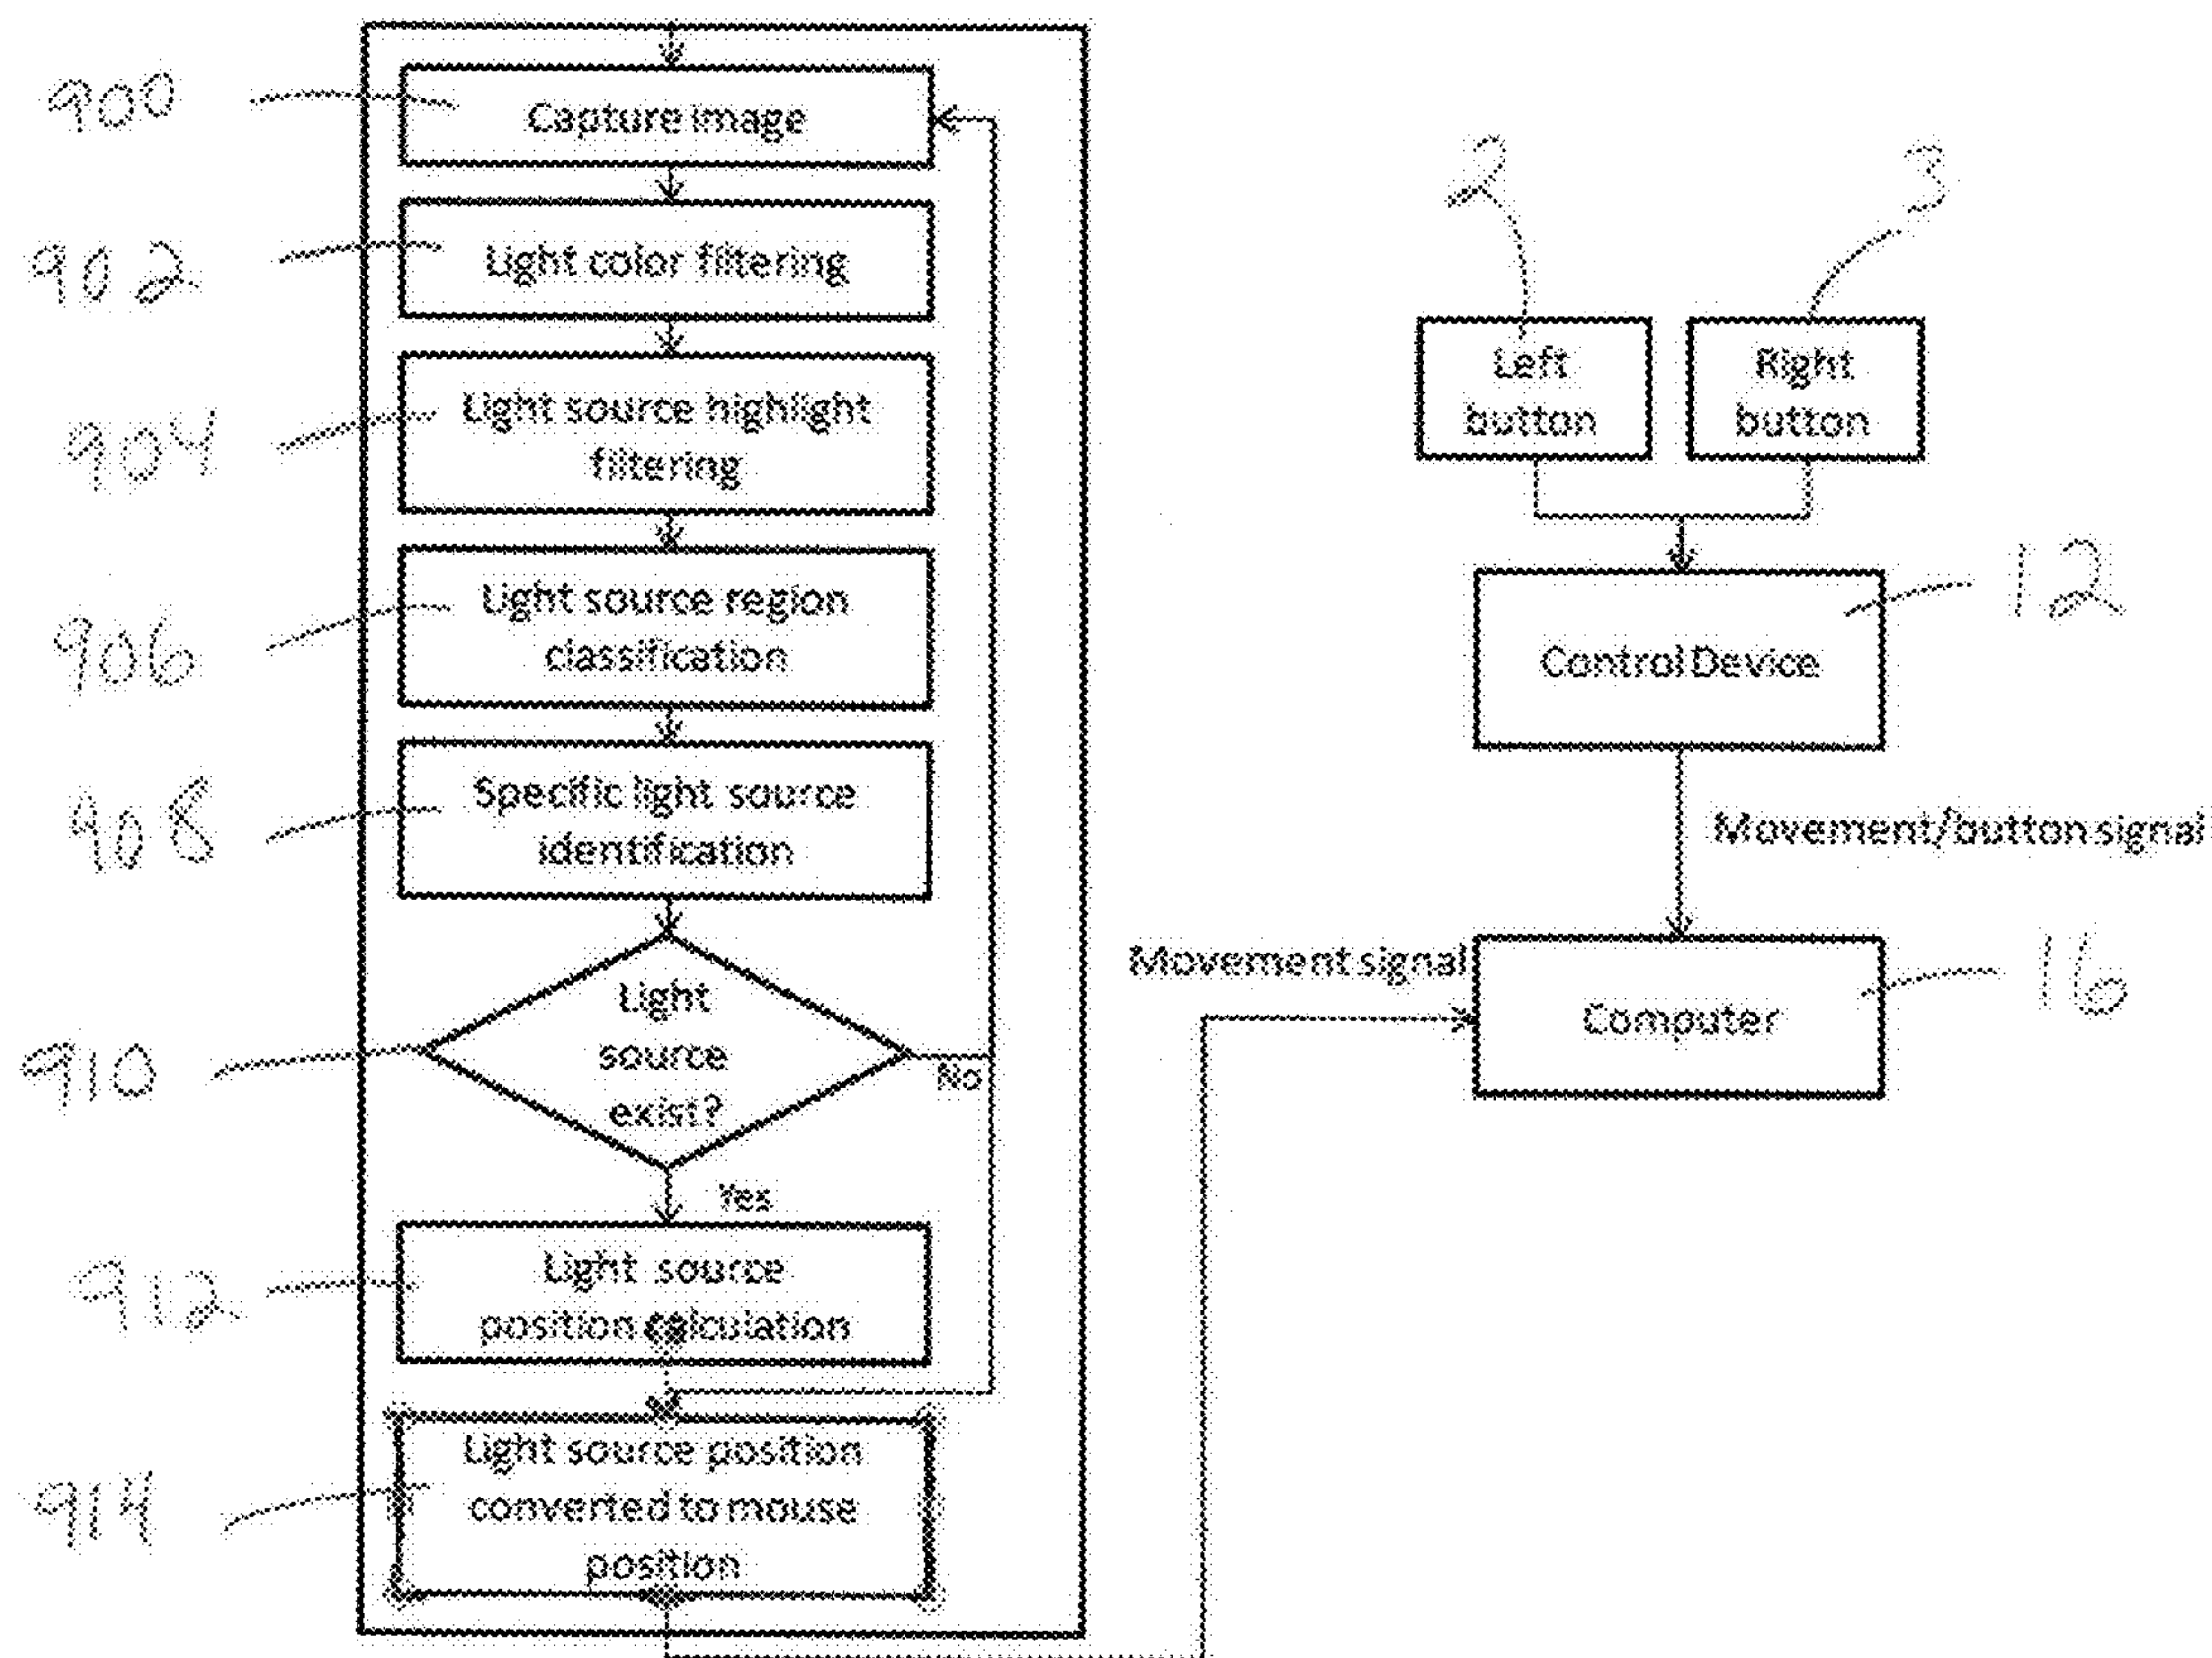 900
Capture image
902
Light color filtering
904
Light source highlight
filtering
906
Light source region
classification
908
Specific light source
identification
910
Light
source
exist?
No
Yes
912
Light source
position calculation
914
Light source position
converted to mouse
position
2
3
Left
button
Right
button
12
Control Device
Movement/button signal
Movement signal
Computer
16